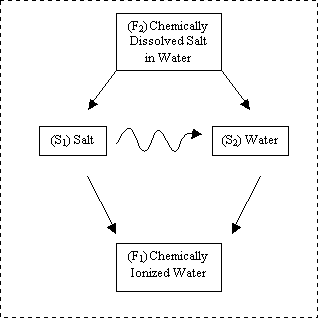 (F₂) Chemically
Dissolved Salt
in Water
(S₁) Salt
(S₂) Water
(F₁) Chemically
Ionized Water